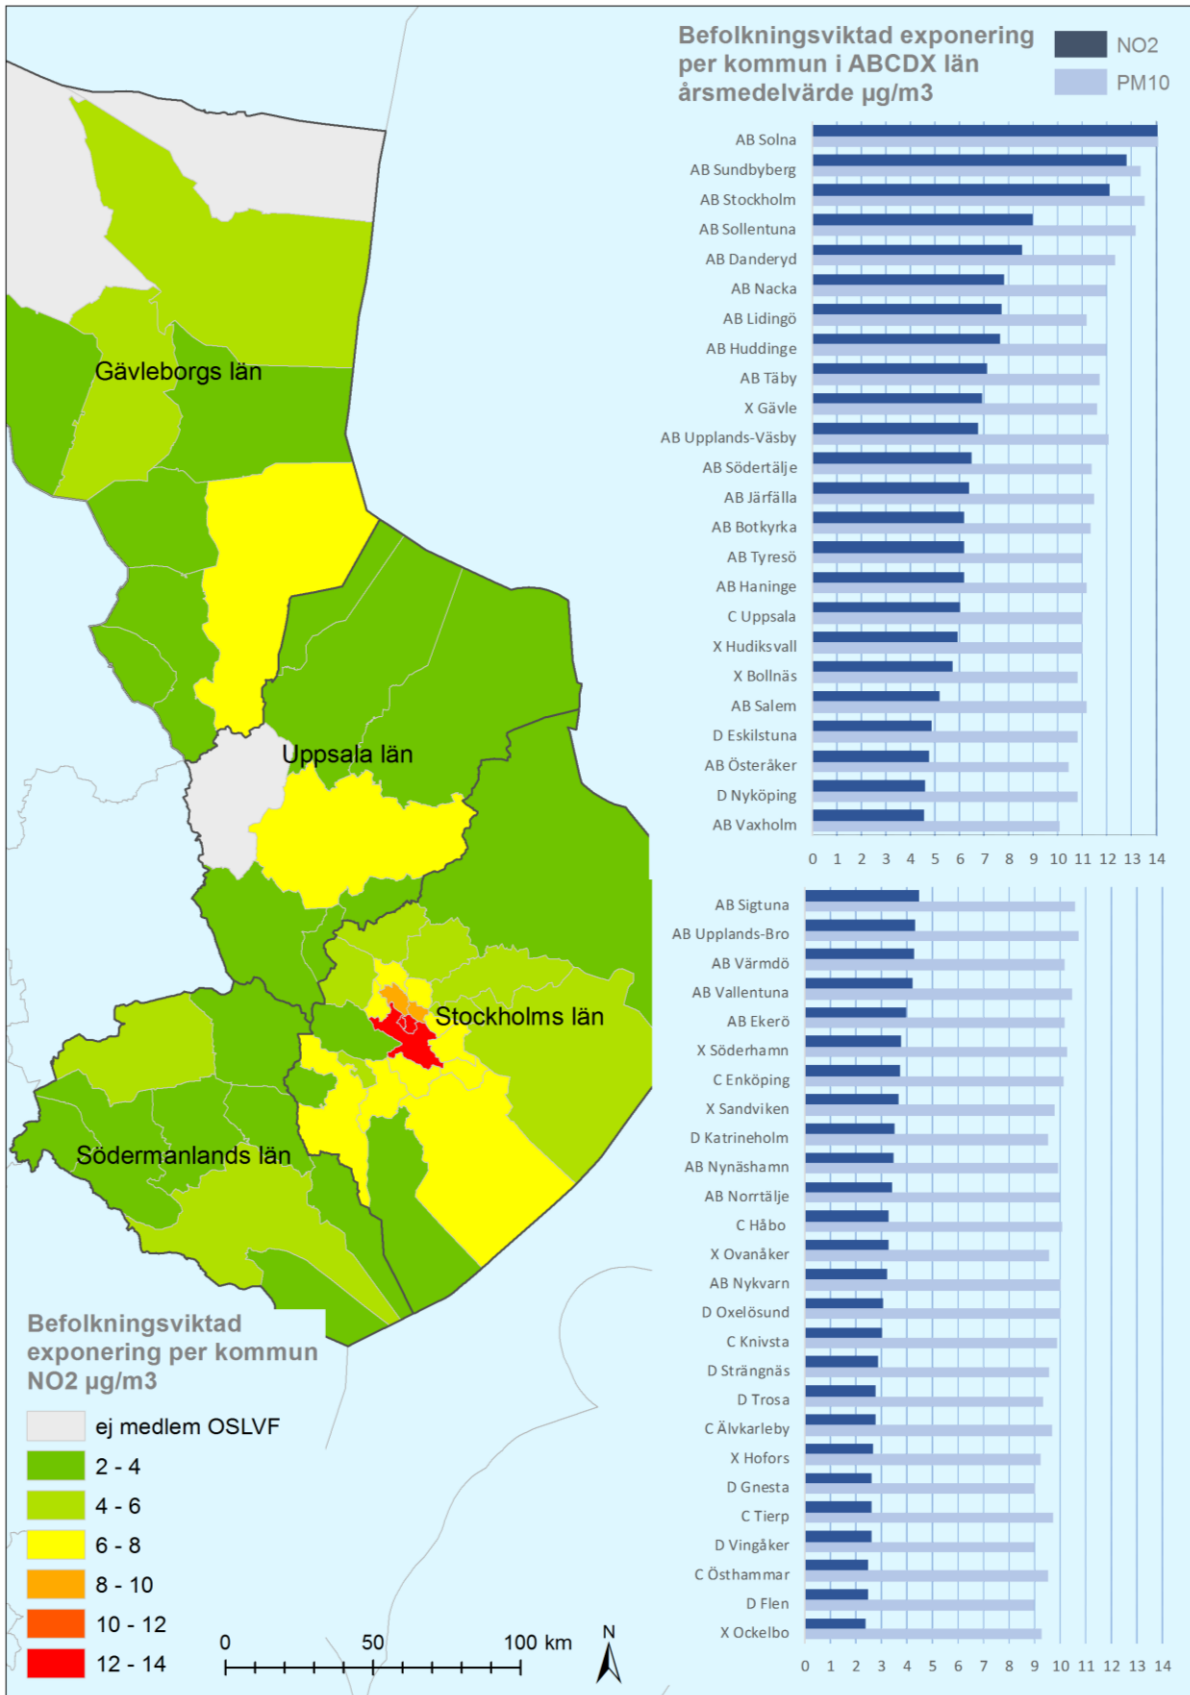 Befolkningsviktad exponering
per kommun i ABCDX län
årsmedelvärde µg/m3
NO2
PM10
AB Solna
AB Sundbyberg
AB Stockholm
AB Sollentuna
AB Danderyd
AB Nacka
AB Lidingö
AB Huddinge
AB Täby
X Gävle
AB Upplands-Väsby
AB Södertälje
AB Järfälla
AB Botkyrka
AB Tyresö
AB Haninge
C Uppsala
X Hudiksvall
X Bollnäs
AB Salem
D Eskilstuna
AB Österåker
D Nyköping
AB Vaxholm
0 1 2 3 4 5 6 7 8 9 10 11 12 13 14
AB Sigtuna
AB Upplands-Bro
AB Värmdö
AB Vallentuna
AB Ekerö
X Söderhamn
C Enköping
X Sandviken
D Katrineholm
AB Nynäshamn
AB Norrtälje
C Håbo
X Ovanåker
AB Nykvarn
D Oxelösund
C Knivsta
D Strängnäs
D Trosa
C Älvkarleby
X Hofors
D Gnesta
C Tierp
D Vingåker
C Östhammar
D Flen
X Ockelbo
0 1 2 3 4 5 6 7 8 9 10 11 12 13 14
Gävleborgs län
Uppsala län
Stockholms län
Södermanlands län
Befolkningsviktad
exponering per kommun
NO2 µg/m3
ej medlem OSLVF
2 - 4
4 - 6
6 - 8
8 - 10
10 - 12
12 - 14
0 50 100 km
N